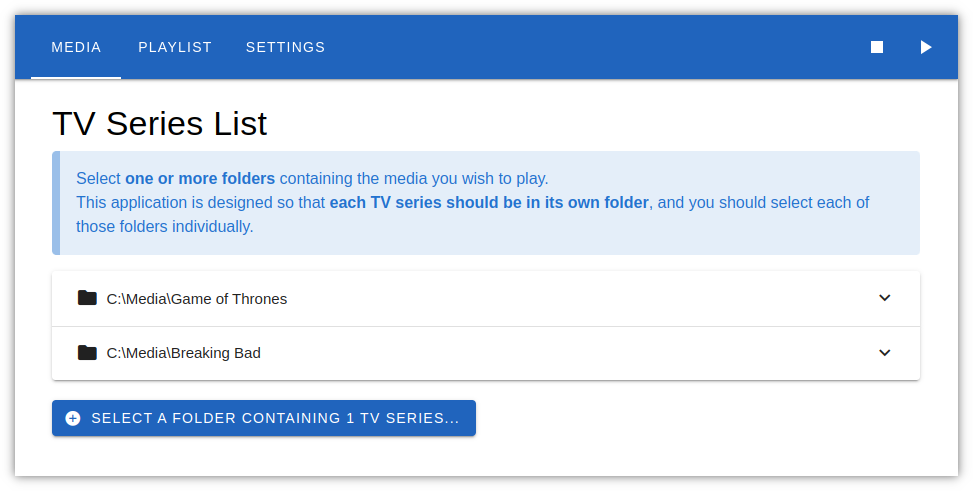 MEDIA PLAYLIST SETTINGS
TV Series List
Select one or more folders containing the media you wish to play.
This application is designed so that each TV series should be in its own folder, and you should select each of
those folders individually.
C:\Media\Game of Thrones
C:\Media\Breaking Bad
SELECT A FOLDER CONTAINING 1 TV SERIES...